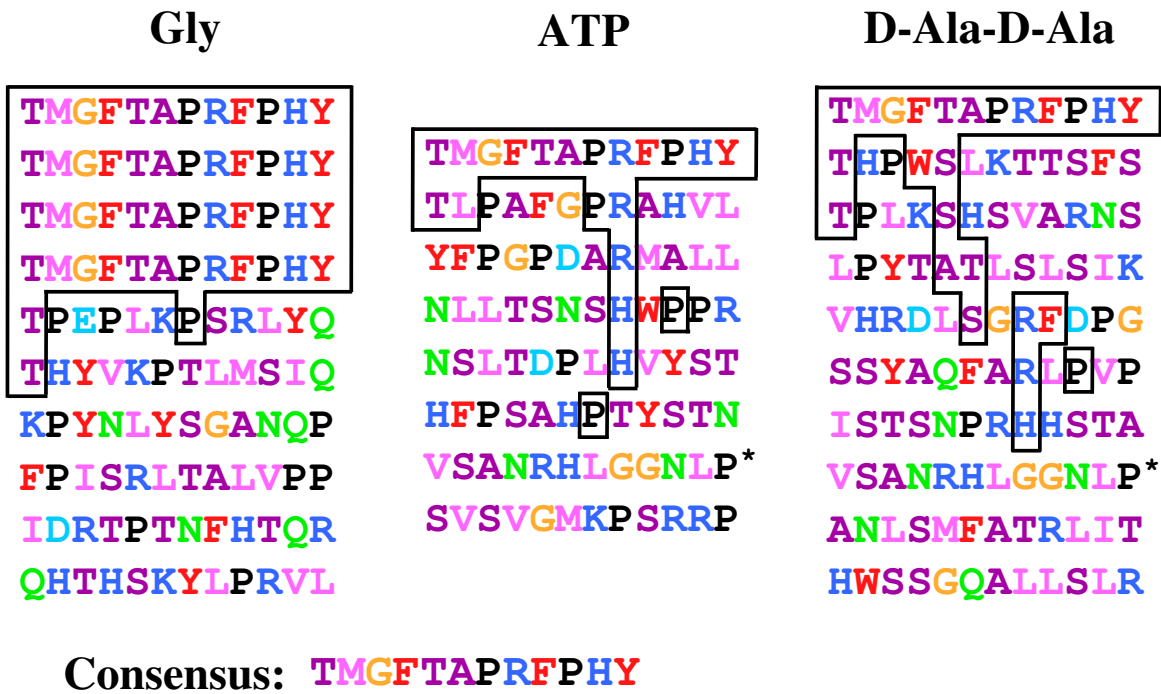 Gly
TMGFTAPRFPHY
TMGFTAPRFPHY
TMGFTAPRFPHY
TMGFTAPRFPHY
TPEPLKPSRLYQ
THYVKPTLMSIQ
KPYNLYSGANQP
FPISRLTALVPP
IDRTPTNFHTQR
QHTHSKYLPRVL
ATP
TMGFTAPRFPHY
TLPAFGPRAHVL
YFPGPDARMALL
NLLTSNSHWPPR
NSLTDPLHVYST
HFPSAHPTYSTN
VSANRHLGGNLP*
SVSVGMKPSRRP
D-Ala-D-Ala
TMGFTAPRFPHY
THPWSLKTTSFS
TPLKSHSVARNS
LPYTATLSLSIK
VHRDLSGRFDPG
SSYAQFARLPVP
ISTSNPRHHSTA
VSANRHLGGNLP*
ANLSMFATRLIT
HWSSGQALLSLR
Consensus: TMGFTAPRFPHY